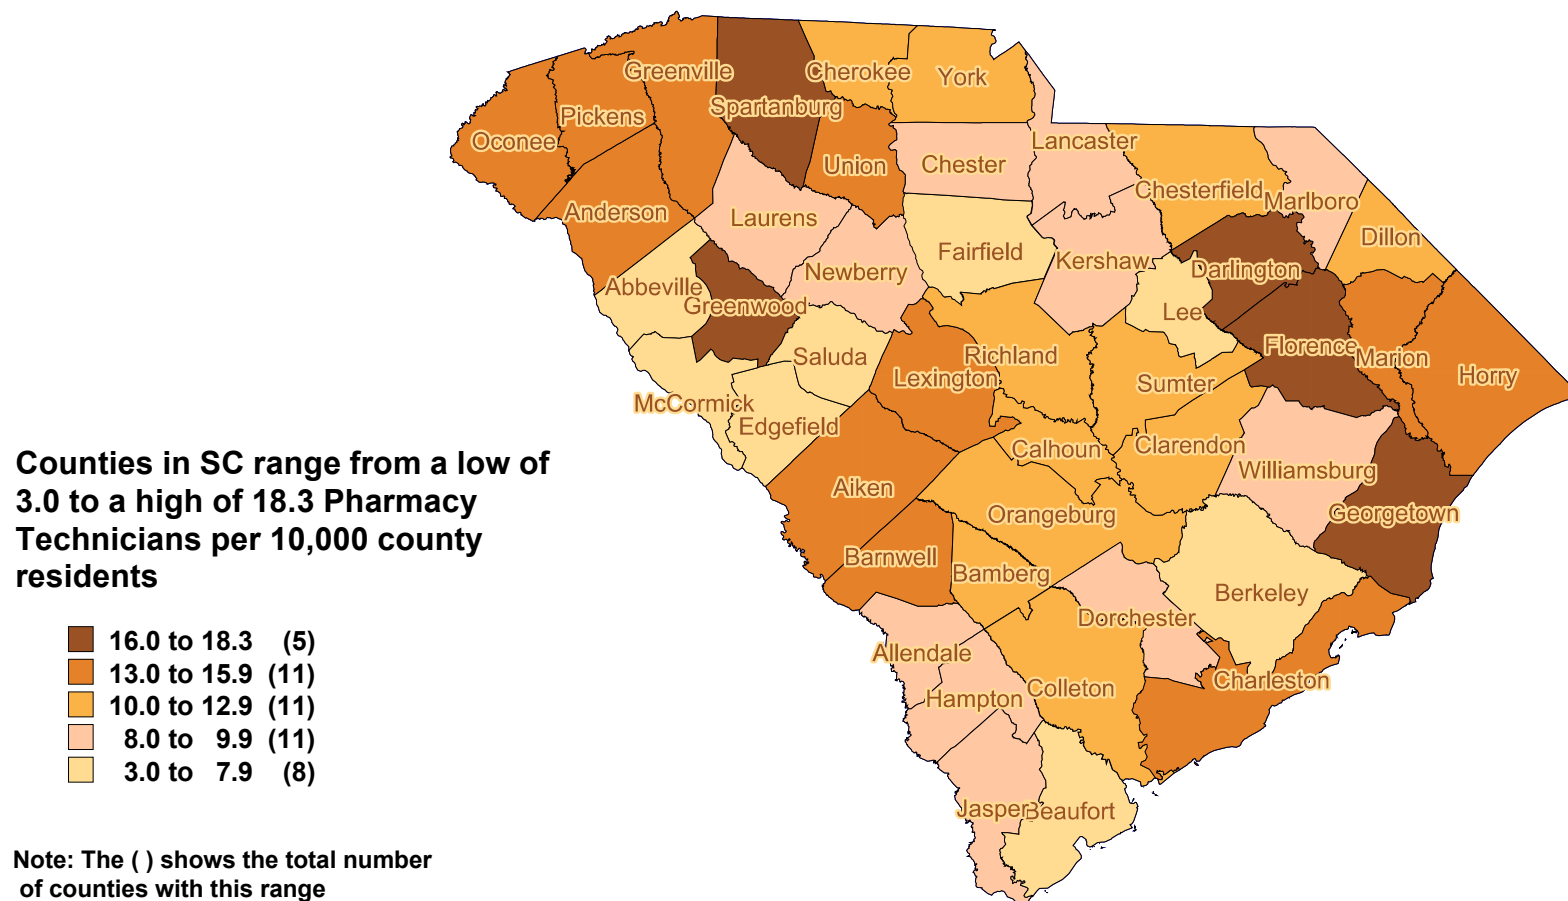 Greenville
Cherokee
York
Spartanburg
Pickens
Oconee
Union
Chester
Lancaster
Chesterfield
Marlboro
Anderson
Laurens
Dillon
Fairfield
Kershaw
Darlington
Newberry
Abbeville
Greenwood
Lee
Saluda
Richland
Florence
Marion
Lexington
Sumter
Horry
McCormick
Edgefield
Calhoun
Clarendon
Williamsburg
Aiken
Georgetown
Orangeburg
Barnwell
Bamberg
Berkeley
Dorchester
Allendale
Charleston
Hampton
Colleton
Jasper
Beaufort
Counties in SC range from a low of
3.0 to a high of 18.3 Pharmacy
Technicians per 10,000 county
residents
16.0 to 18.3 (5)
13.0 to 15.9 (11)
10.0 to 12.9 (11)
8.0 to 9.9 (11)
3.0 to 7.9 (8)
Note: The ( ) shows the total number
of counties with this range